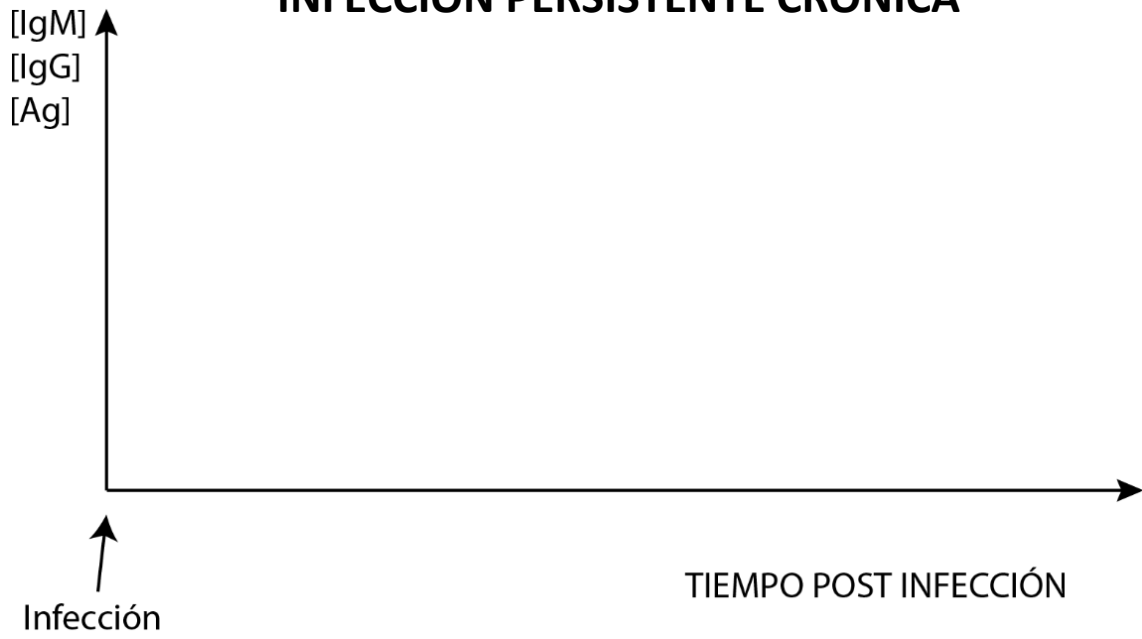 INFECCIÓN PERSISTENTE CRÓNICA
[IgM]
[IgG]
[Ag]
TIEMPO POST INFECCIÓN
Infección